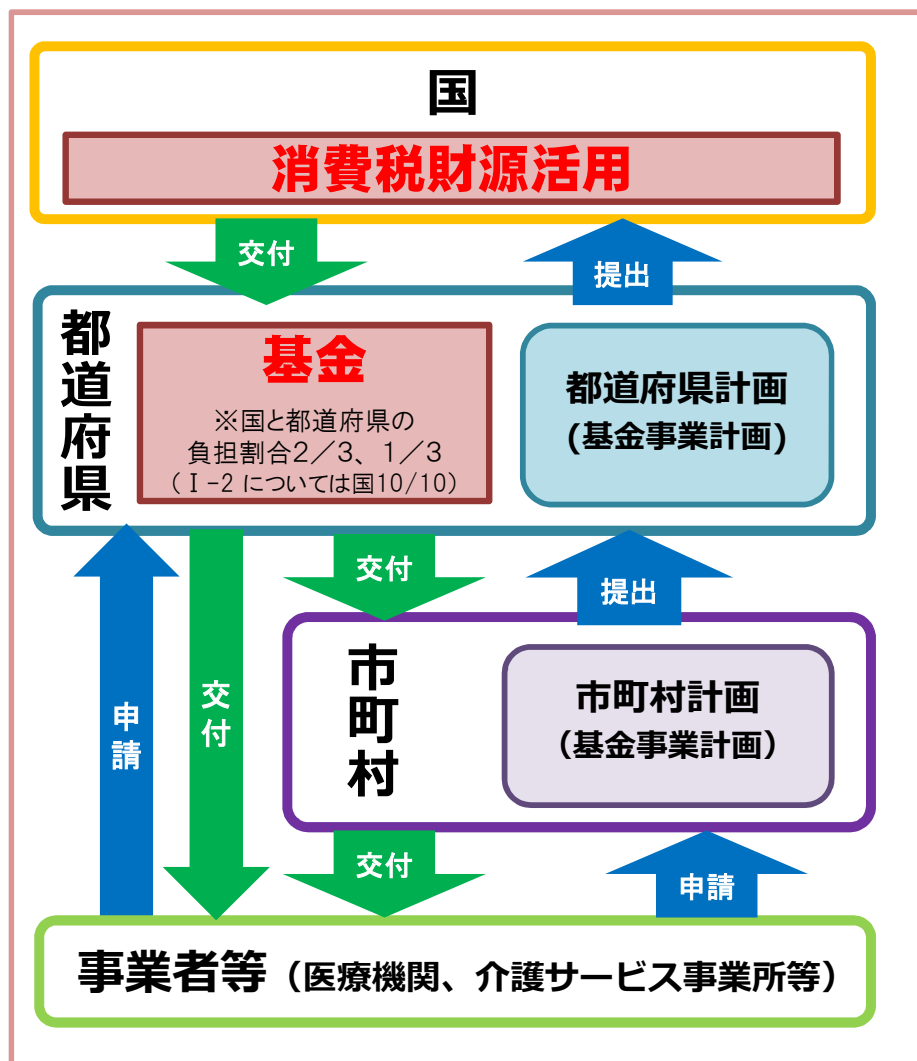 国
消費税財源活用
交付
提出
都道府県
基金
※国と都道府県の
負担割合2／3、1／3
（Ⅰ-2 については国10/10）
都道府県計画
(基金事業計画)
交付
提出
申請
交付
市町村
市町村計画
（基金事業計画）
交付
申請
事業者等（医療機関、介護サービス事業所等）